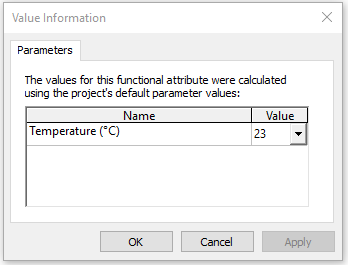 Value Information
Parameters
The values for this functional attribute were calculated
using the project's default parameter values:
Name Value
Temperature (°C) 23
OK Cancel Apply